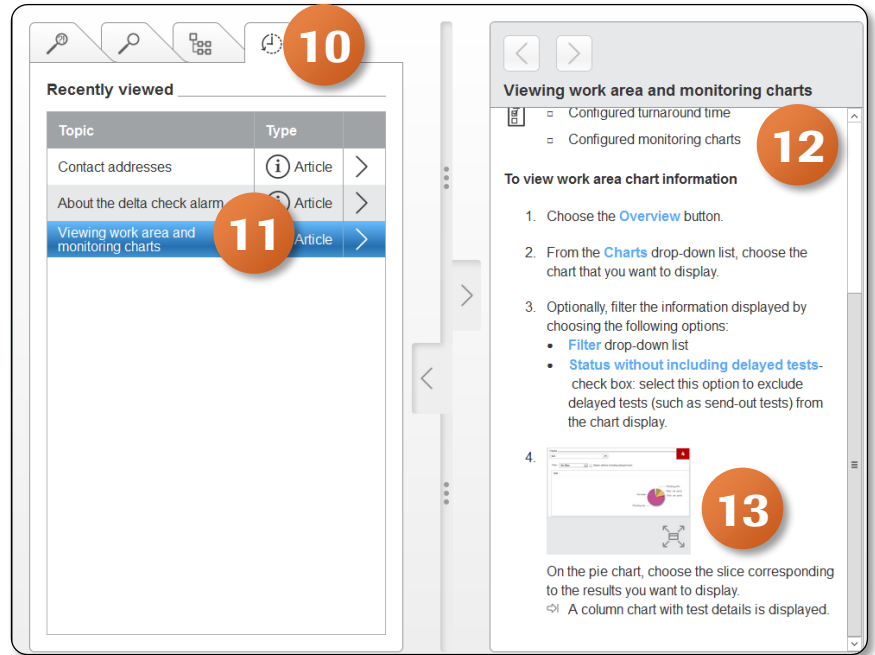 10
Recently viewed
Topic Type
Contact addresses Article
About the delta check alarm Article
Viewing work area and
monitoring charts Article
11
Viewing work area and monitoring charts
Configured turnaround time
Configured monitoring charts
12
To view work area chart information
1. Choose the Overview button.
2. From the Charts drop-down list, choose the
chart that you want to display.
3. Optionally, filter the information displayed by
choosing the following options:
• Filter drop-down list
• Status without including delayed tests-
check box: select this option to exclude
delayed tests (such as send-out tests) from
the chart display.
4.
4
13
On the pie chart, choose the slice corresponding
to the results you want to display.
A column chart with test details is displayed.